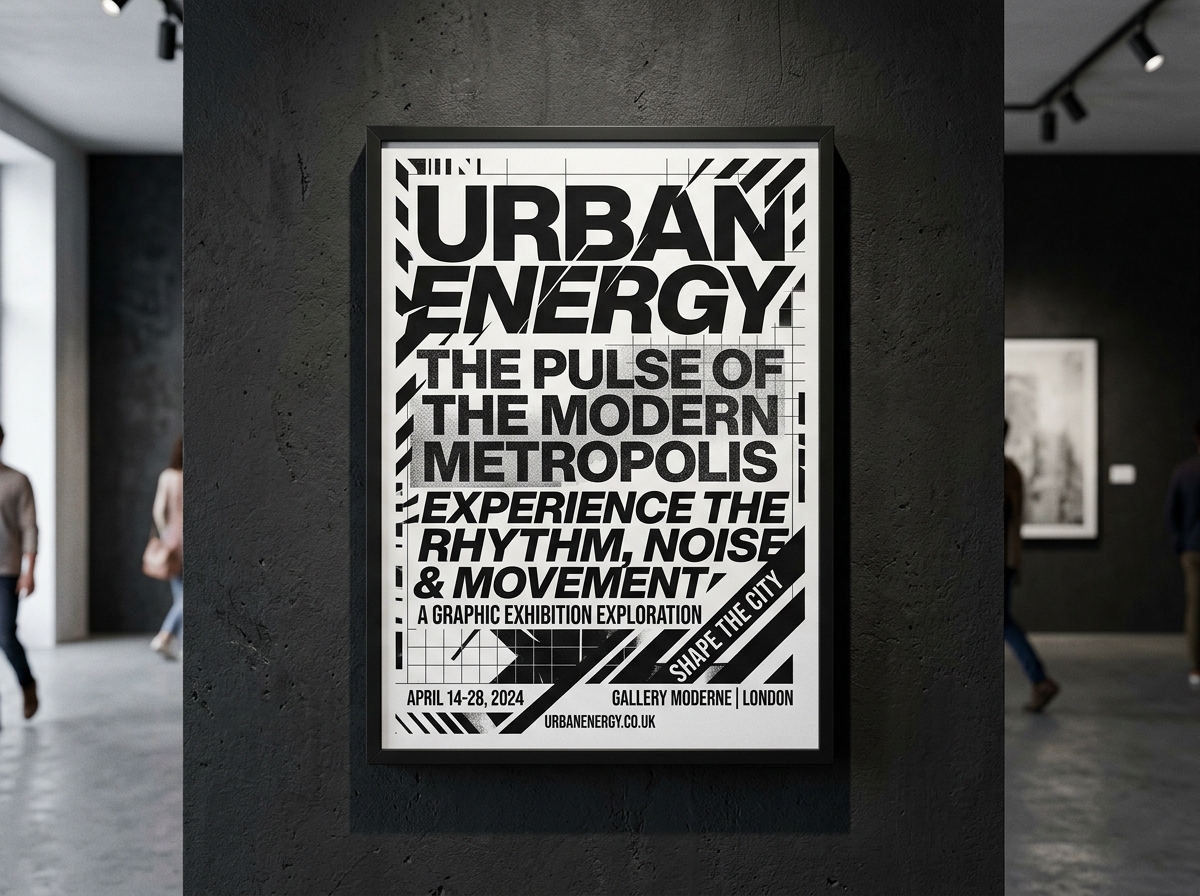 URBAN
ENERGY
THE PULSE OF
THE MODERN
METROPOLIS
EXPERIENCE THE
RHYTHM, NOISE
& MOVEMENT
A GRAPHIC EXHIBITION EXPLORATION
SHAPE THE CITY
APRIL 14-28, 2024
GALLERY MODERNE | LONDON
URBANENERGY.CO.UK